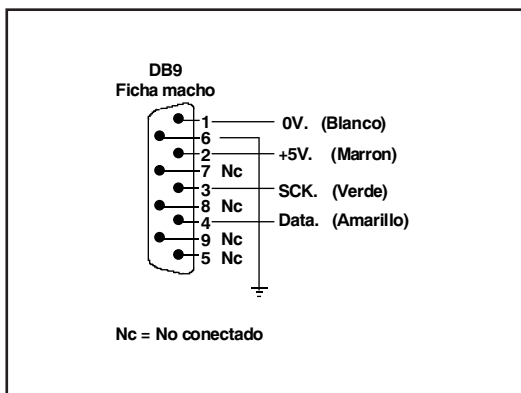 DB9
Ficha macho
1 0V. (Blanco)
6
2 +5V. (Marron)
7 Nc
3 SCK. (Verde)
8 Nc
4 Data. (Amarillo)
9 Nc
5 Nc
Nc = No conectado